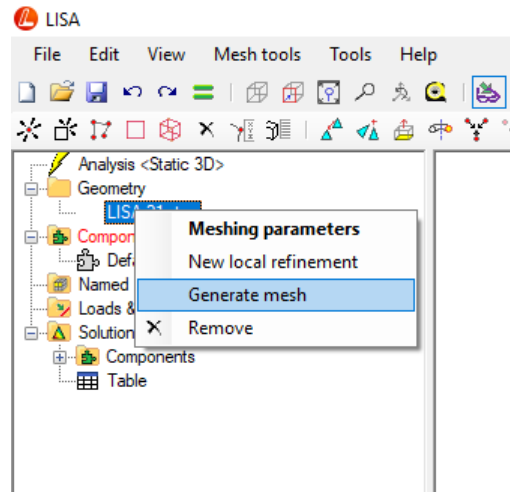 LISA
File Edit View Mesh tools Tools Help
Analysis <Static 3D>
Geometry
Meshing parameters
New local refinement
Named
Generate mesh
Loads &
Solution
Remove
Components
Table